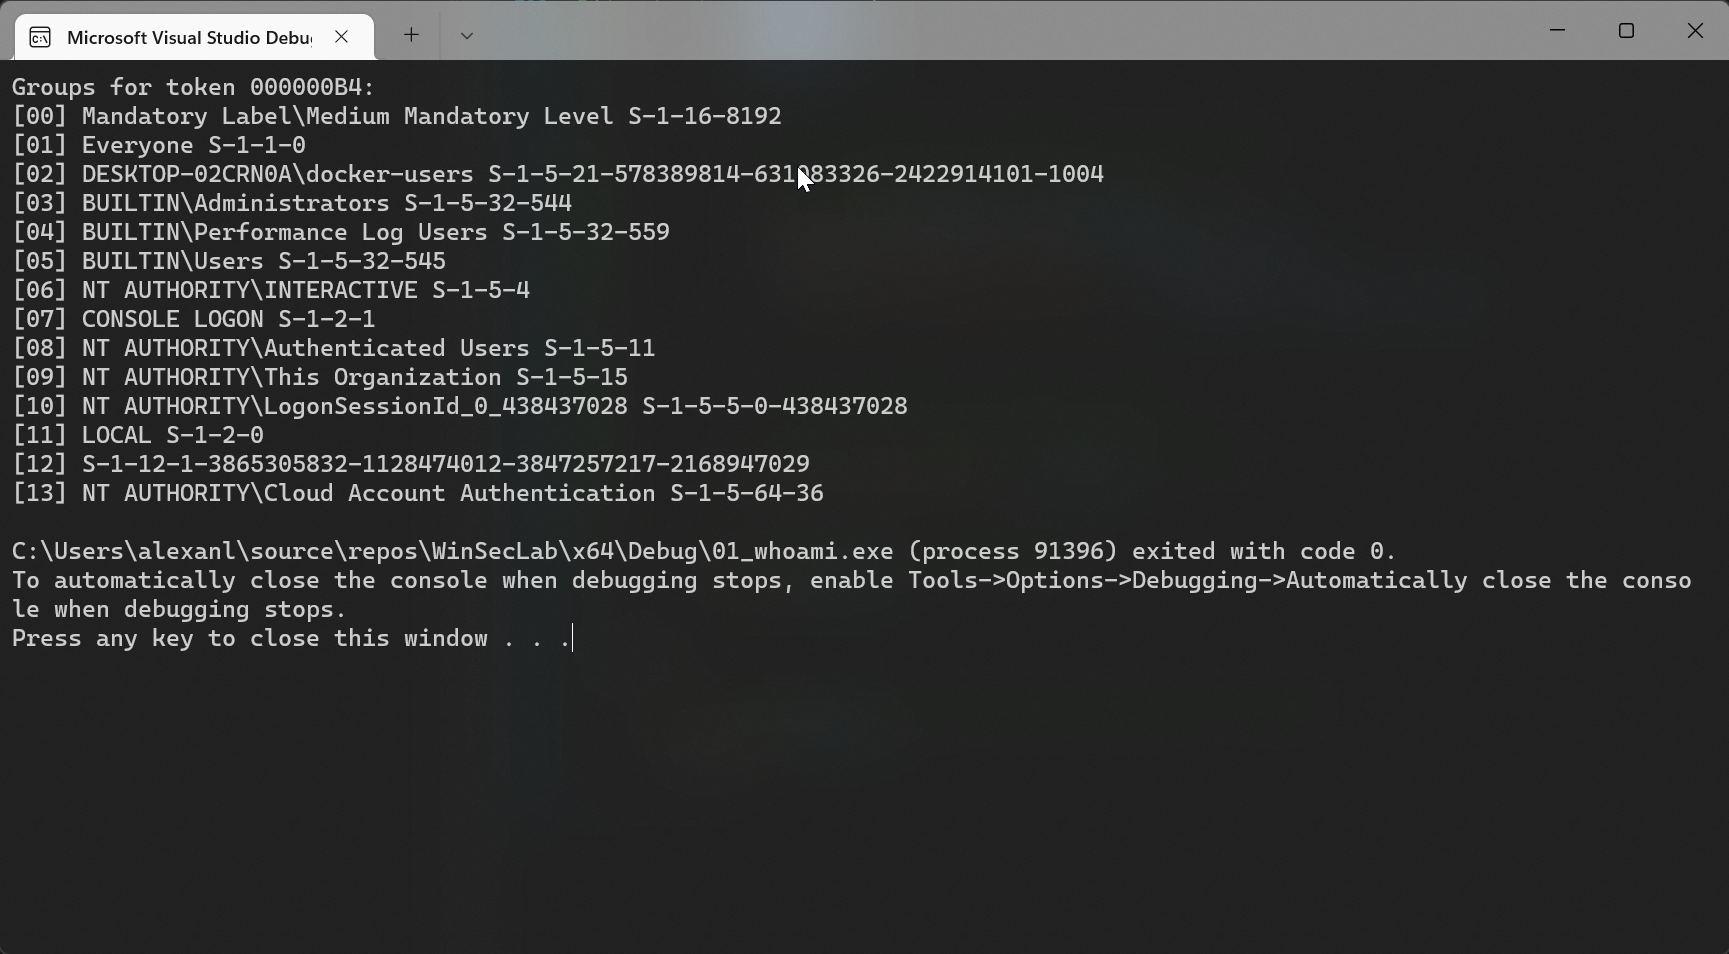 Microsoft Visual Studio Debu
Groups for token 000000B4:
[00] Mandatory Label\Medium Mandatory Level S-1-16-8192
[01] Everyone S-1-1-0
[02] DESKTOP-02CRN0A\docker-users S-1-5-21-578389814-631983326-2422914101-1004
[03] BUILTIN\Administrators S-1-5-32-544
[04] BUILTIN\Performance Log Users S-1-5-32-559
[05] BUILTIN\Users S-1-5-32-545
[06] NT AUTHORITY\INTERACTIVE S-1-5-4
[07] CONSOLE LOGON S-1-2-1
[08] NT AUTHORITY\Authenticated Users S-1-5-11
[09] NT AUTHORITY\This Organization S-1-5-15
[10] NT AUTHORITY\LogonSessionId_0_438437028 S-1-5-5-0-438437028
[11] LOCAL S-1-2-0
[12] S-1-12-1-3865305832-1128474012-3847257217-2168947029
[13] NT AUTHORITY\Cloud Account Authentication S-1-5-64-36
C:\Users\alexanl\source\repos\WinSecLab\x64\Debug\01_whoami.exe (process 91396) exited with code 0.
To automatically close the console when debugging stops, enable Tools->Options->Debugging->Automatically close the conso
le when debugging stops.
Press any key to close this window . . .